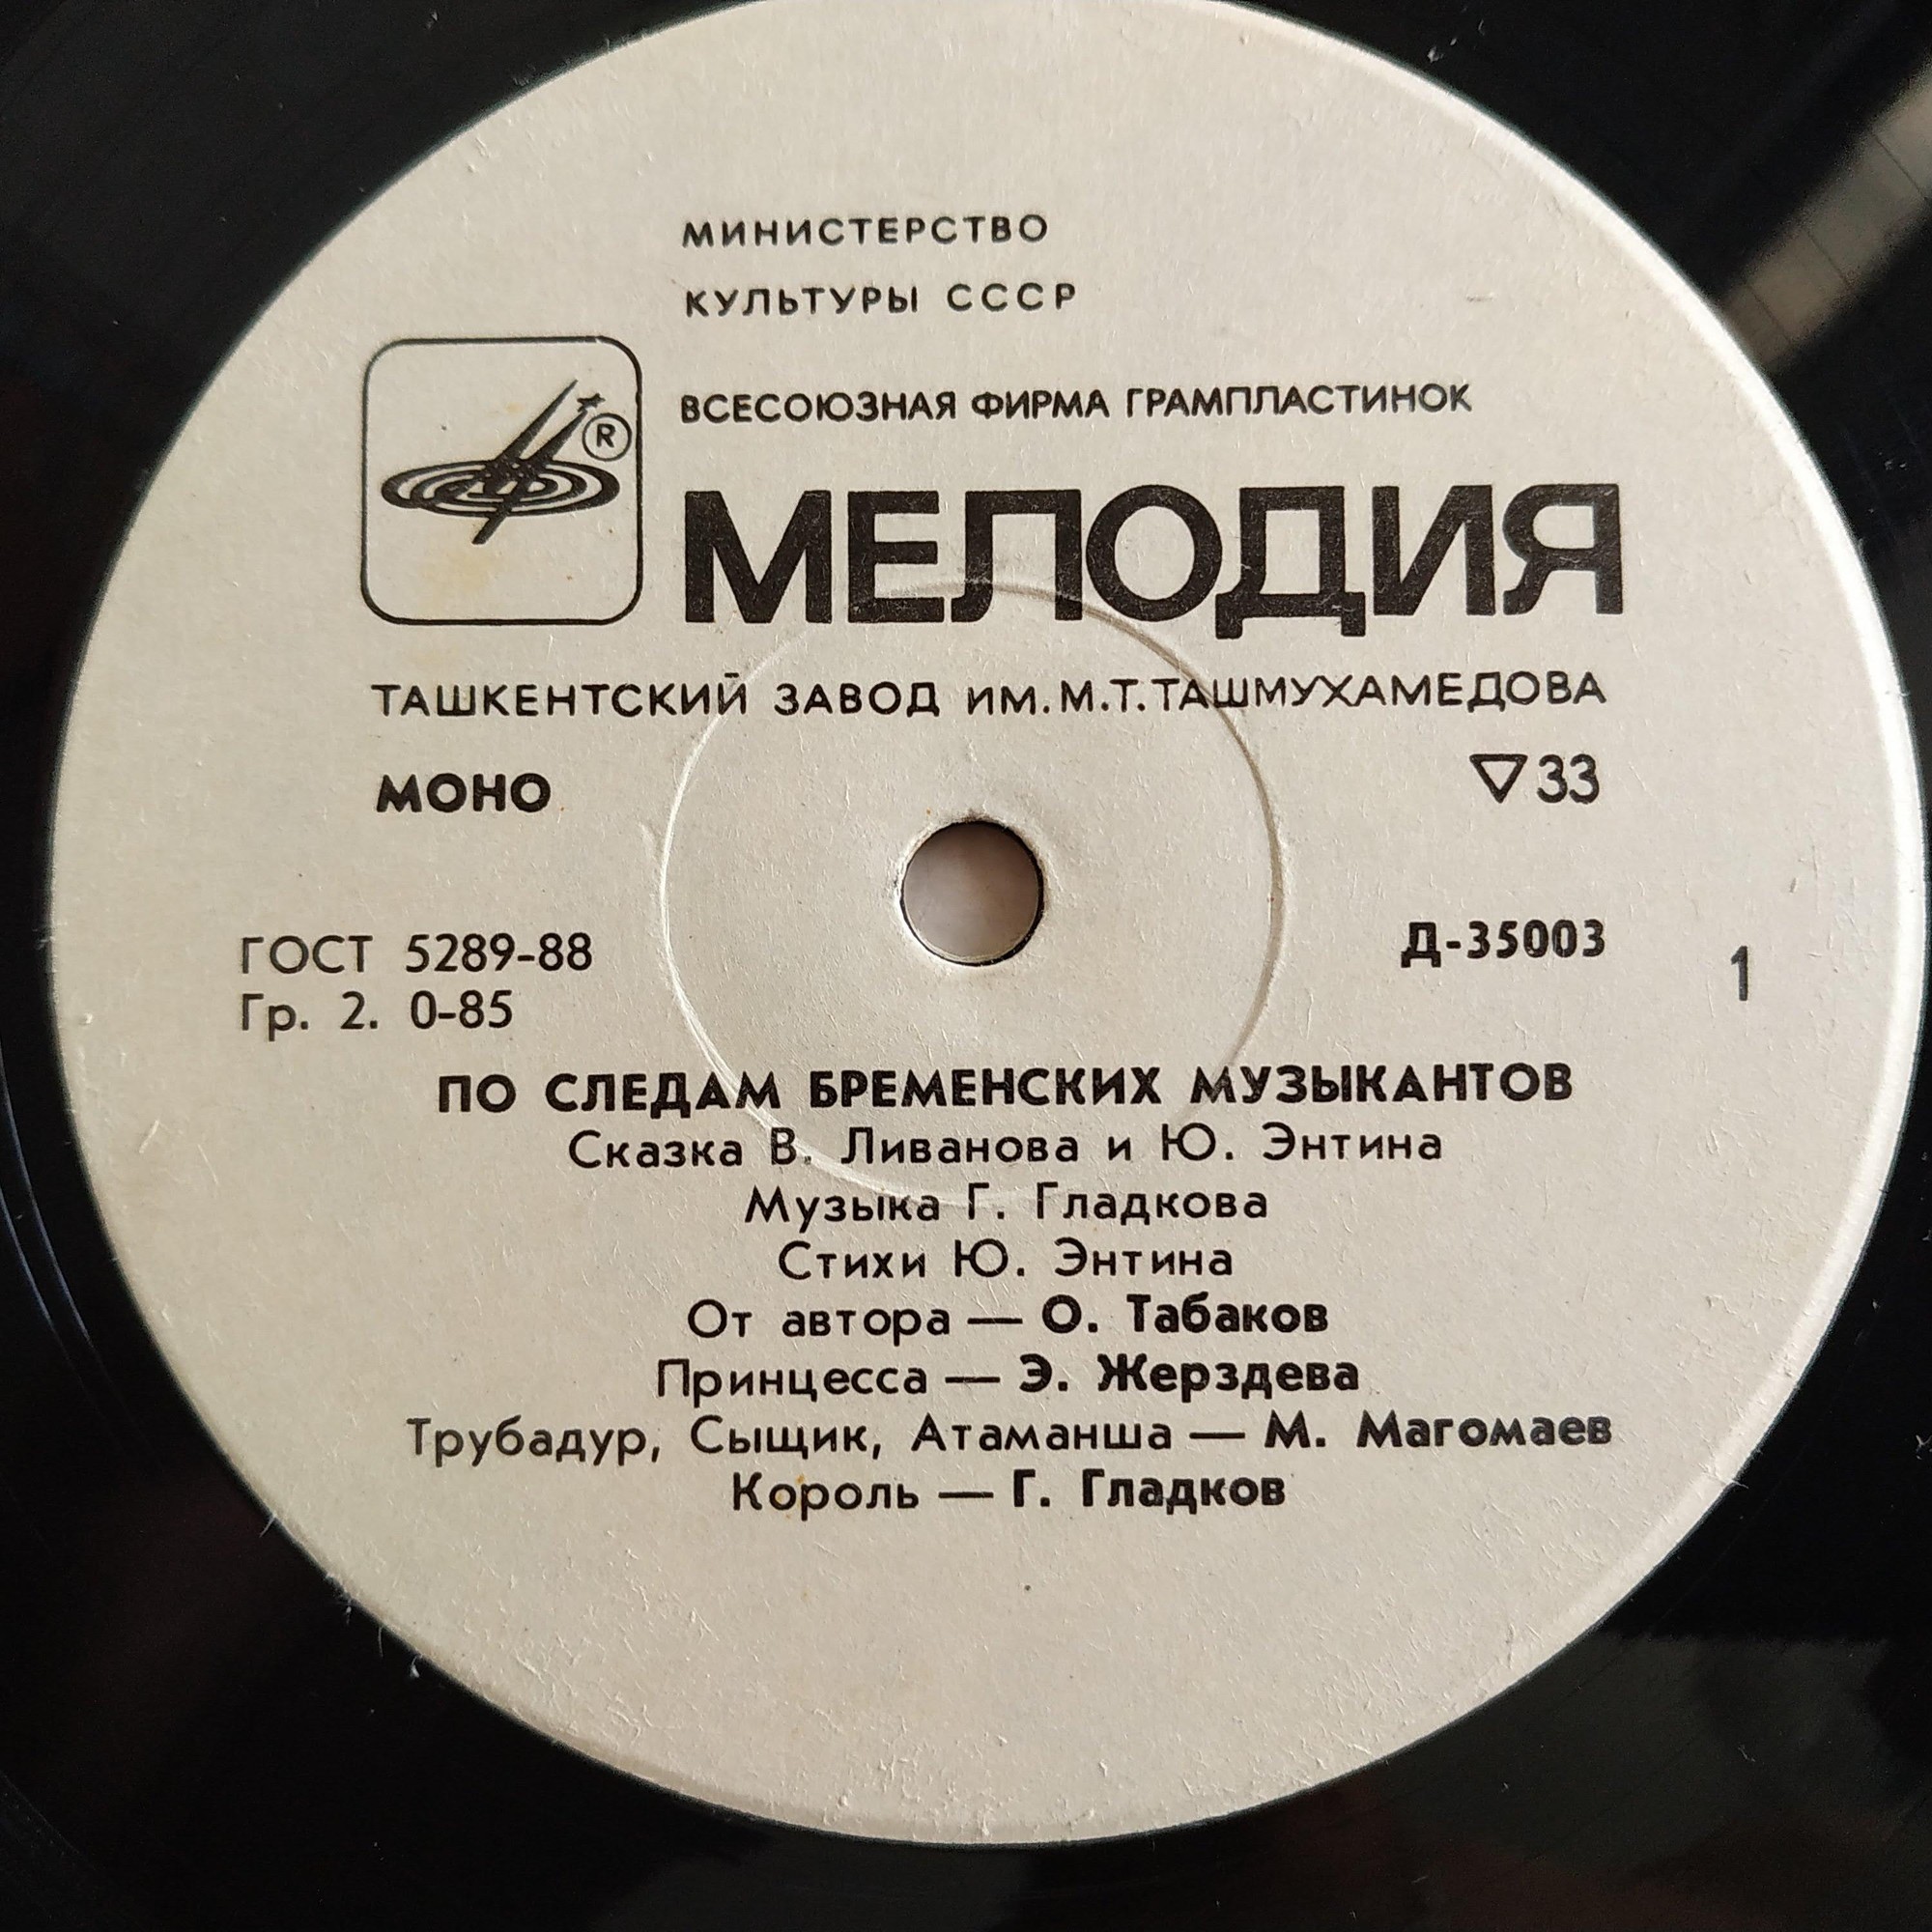 МИНИСТЕРСТВО
КУЛЬТУРЫ СССР
ВСЕСОЮЗНАЯ ФИРМА ГРАМПЛАСТИНОК
®
МЕЛОДИЯ
ТАШКЕНТСКИЙ ЗАВОД ИМ. М.Т. ТАШМУХАМЕДОВА
МОНО ▽33
ГОСТ 5289-88 Д-35003 1
Гр. 2. 0-85
ПО СЛЕДАМ БРЕМЕНСКИХ МУЗЫКАНТОВ
Сказка В. Ливанова и Ю. Энтина
Музыка Г. Гладкова
Стихи Ю. Энтина
От автора — О. Табаков
Принцесса — Э. Жерздева
Трубадур, Сыщик, Атаманша — М. Магомаев
Король — Г. Гладков